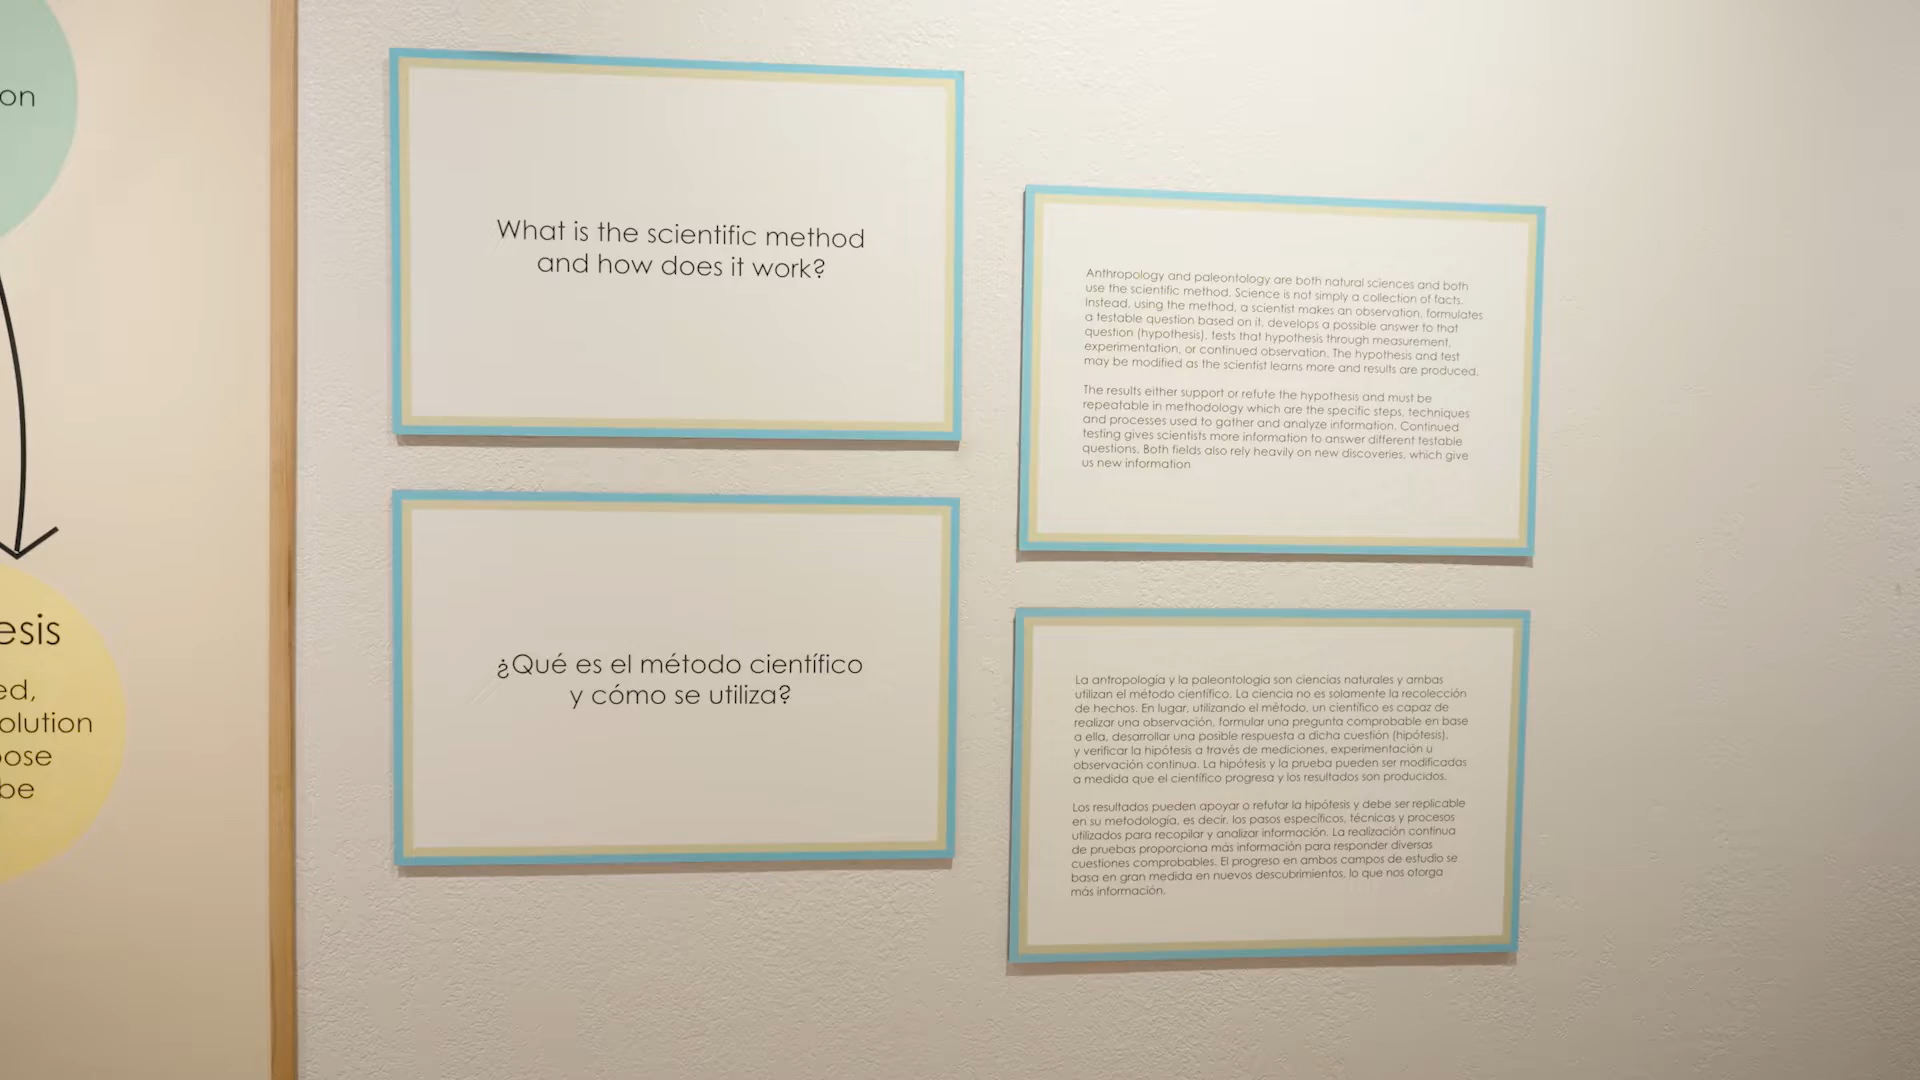 on
esis
ed,
olution
pose
be
What is the scientific method
and how does it work?
¿Qué es el método científico
y cómo se utiliza?
Anthropology and paleontology are both natural sciences and both
use the scientific method. Science is not simply a collection of facts.
Instead, using the method, a scientist makes an observation, formulates
a testable question based on it, develops a possible answer to that
question (hypothesis), tests that hypothesis through measurement,
experimentation, or continued observation. The hypothesis and test
may be modified as the scientist learns more and results are produced.
The results either support or refute the hypothesis and must be
repeatable in methodology which are the specific steps, techniques
and processes used to gather and analyze information. Continued
testing gives scientists more information to answer different testable
questions. Both fields also rely heavily on new discoveries, which give
us new information
La antropología y la paleontología son ciencias naturales y ambas
utilizan el método científico. La ciencia no es solamente la recolección
de hechos. En lugar, utilizando el método, un científico es capaz de
realizar una observación, formular una pregunta comprobable en base
a ella, desarrollar una posible respuesta a dicha cuestión (hipótesis),
y verificar la hipótesis a través de mediciones, experimentación u
observación continua. La hipótesis y la prueba pueden ser modificadas
a medida que el científico progresa y los resultados son producidos.
Los resultados pueden apoyar o refutar la hipótesis y debe ser replicable
en su metodología, es decir, los pasos específicos, técnicas y procesos
utilizados para recopilar y analizar información. La realización continua
de pruebas proporciona más información para responder diversas
cuestiones comprobables. El progreso en ambos campos de estudio se
basa en gran medida en nuevos descubrimientos, lo que nos otorga
más información.